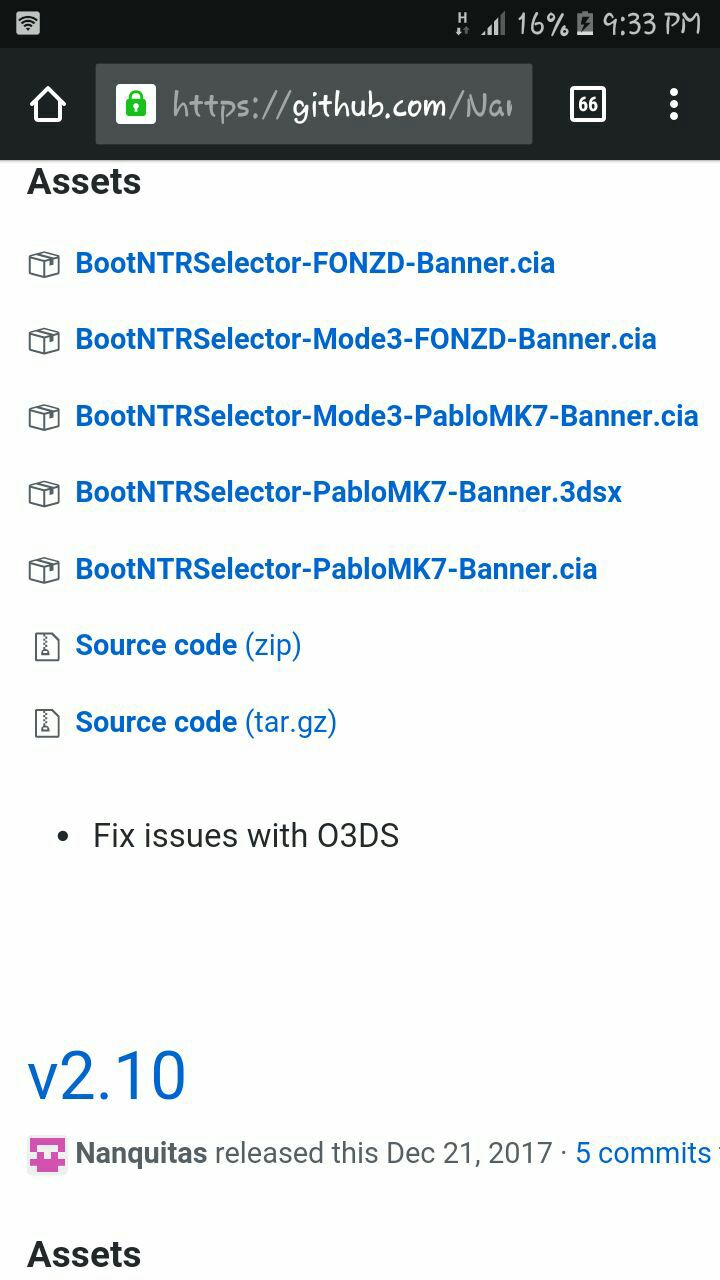 H 16% 9:33 PM
https://github.com/Nan
66
Assets
BootNTRSelector-FONZD-Banner.cia
BootNTRSelector-Mode3-FONZD-Banner.cia
BootNTRSelector-Mode3-PabloMK7-Banner.cia
BootNTRSelector-PabloMK7-Banner.3dsx
BootNTRSelector-PabloMK7-Banner.cia
Source code (zip)
Source code (tar.gz)
• Fix issues with O3DS
v2.10
Nanquitas released this Dec 21, 2017 · 5 commits
Assets